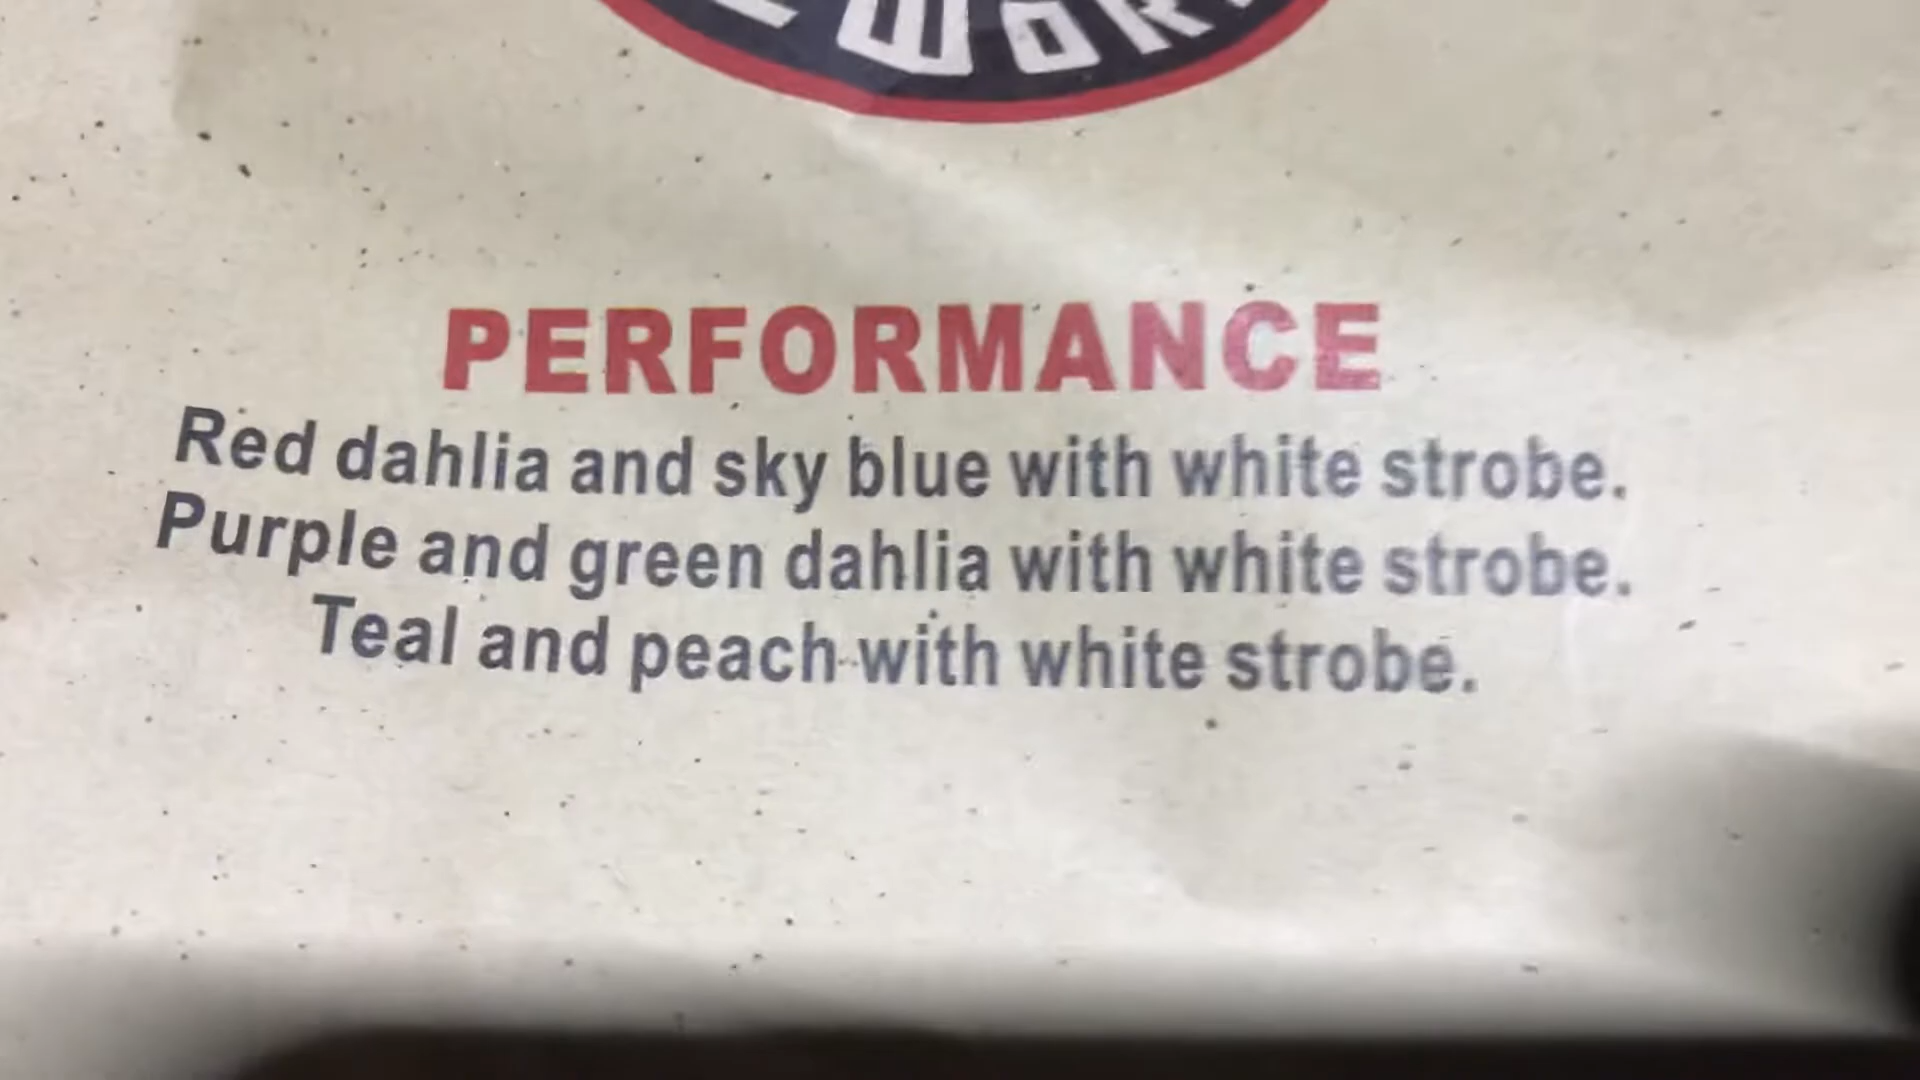 PERFORMANCE
Red dahlia and sky blue with white strobe.
Purple and green dahlia with white strobe.
Teal and peach with white strobe.